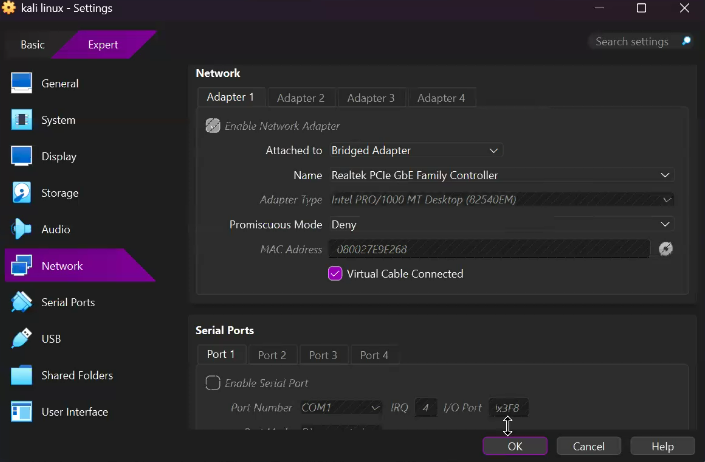 kali linux - Settings
Basic
Expert
Search settings
General
System
Display
Storage
Audio
Network
Serial Ports
USB
Shared Folders
User Interface
Network
Adapter 1
Adapter 2
Adapter 3
Adapter 4
Enable Network Adapter
Attached to Bridged Adapter
Name Realtek PCIe GbE Family Controller
Adapter Type Intel PRO/1000 MT Desktop (82540EM)
Promiscuous Mode Deny
MAC Address 080027E9E268
Virtual Cable Connected
Serial Ports
Port 1
Port 2
Port 3
Port 4
Enable Serial Port
Port Number COM1 IRQ 4 I/O Port 0x3F8
OK
Cancel
Help